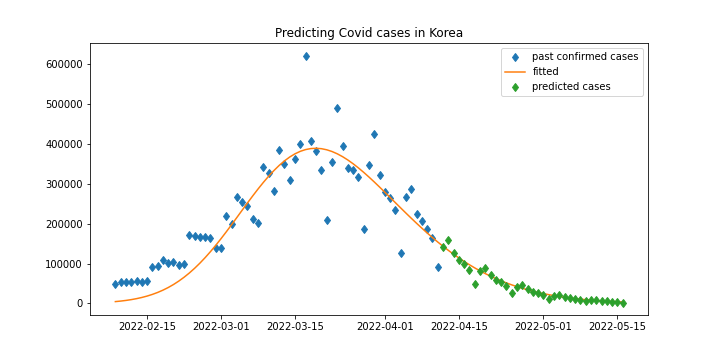 Predicting Covid cases in Korea
past confirmed cases
fitted
predicted cases
600000
500000
400000
300000
200000
100000
0
2022-02-15 2022-03-01 2022-03-15 2022-04-01 2022-04-15 2022-05-01 2022-05-15